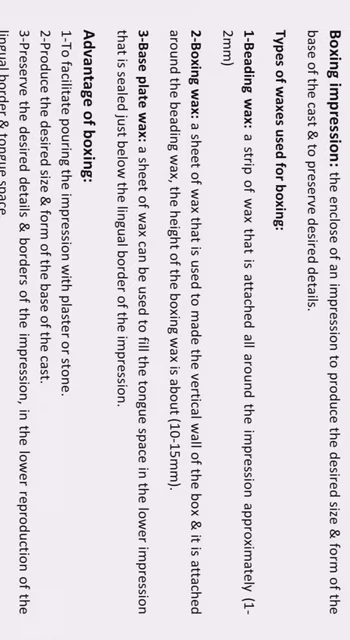 Boxing impression: the enclose of an impression to produce the desired size & form of the
base of the cast & to preserve desired details.
Types of waxes used for boxing:
1-Beading wax: a strip of wax that is attached all around the impression approximately (1-
2mm)
2-Boxing wax: a sheet of wax that is used to made the vertical wall of the box & it is attached
around the beading wax, the height of the boxing wax is about (10-15mm).
3-Base plate wax: a sheet of wax can be used to fill the tongue space in the lower impression
that is sealed just below the lingual border of the impression.
Advantage of boxing:
1-To facilitate pouring the impression with plaster or stone.
2-Produce the desired size & form of the base of the cast.
3-Preserve the desired details & borders of the impression, in the lower reproduction of the
lingual border & tongue space.